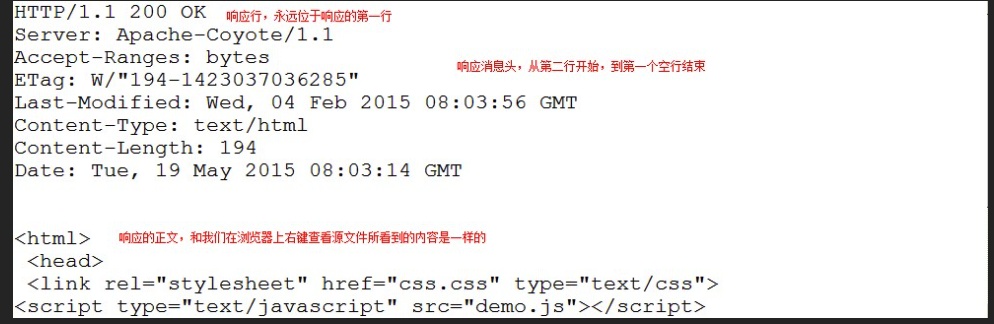 HTTP/1.1 200 OK 响应行，永远位于响应的第一行
Server: Apache-Coyote/1.1
Accept-Ranges: bytes
响应消息头，从第二行开始，到第一个空行结束
ETag: W/"194-1423037036285"
Last-Modified: Wed, 04 Feb 2015 08:03:56 GMT
Content-Type: text/html
Content-Length: 194
Date: Tue, 19 May 2015 08:03:14 GMT
<html> 响应的正文，和我们在浏览器上右键查看源文件所看到的内容是一样的
<head>
<link rel="stylesheet" href="css.css" type="text/css">
<script type="text/javascript" src="demo.js"></script>